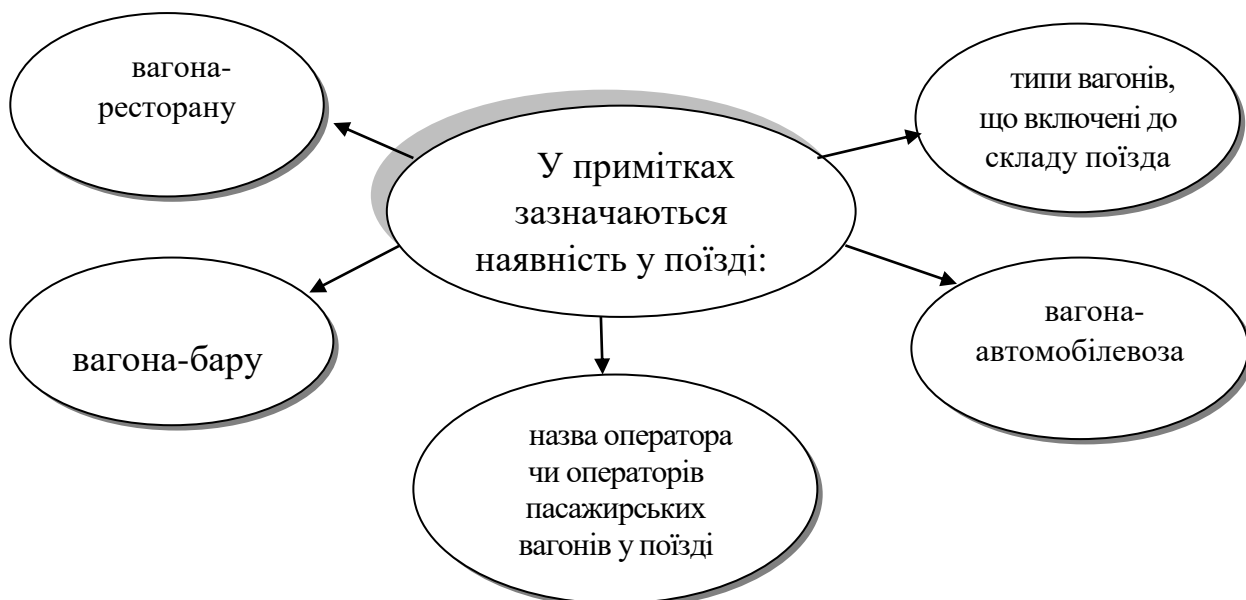 вагона-
ресторану
У примітках
зазначаються
наявність у поїзді:
типи вагонів,
що включені до
складу поїзда
вагона-бару
вагона-
автомобілевоза
назва оператора
чи операторів
пасажирських
вагонів у поїзді